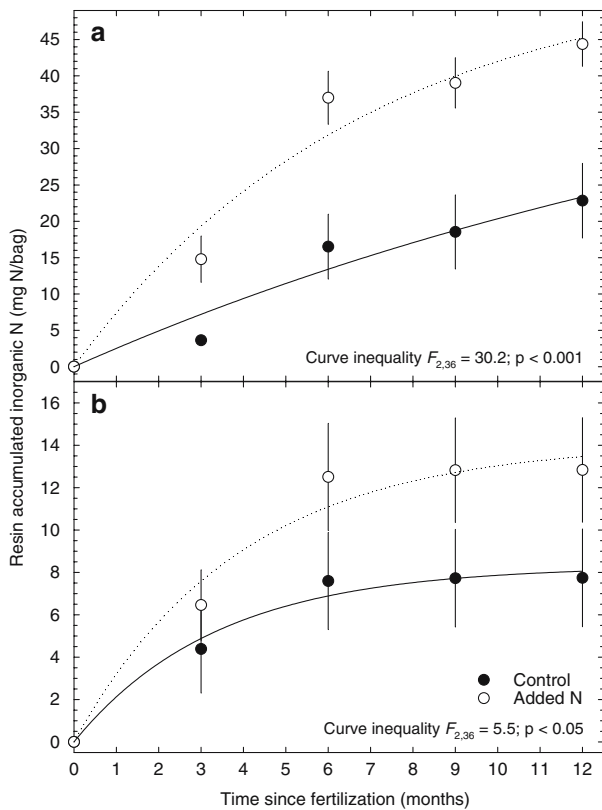 a
45
40
35
30
25
20
15
10
5
0
Curve inequality F2,36 = 30.2; p < 0.001
Resin accumulated inorganic N (mg N/bag)
b
14
12
10
8
6
4
2
0
Control
Added N
Curve inequality F2,36 = 5.5; p < 0.05
0 1 2 3 4 5 6 7 8 9 10 11 12
Time since fertilization (months)